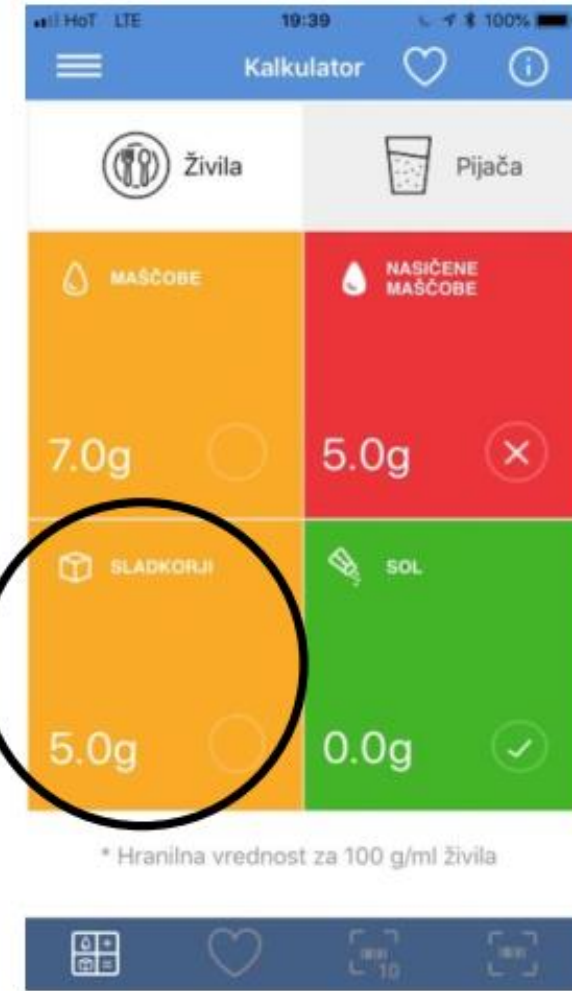 HoT LTE 19:39 100%
Kalkulator
Živila Pijača
MAŠČOBE
NASIČENE
MAŠČOBE
7.0g 5.0g
SLADKORJI SOL
5.0g 0.0g
* Hranilna vrednost za 100 g/ml živila
10